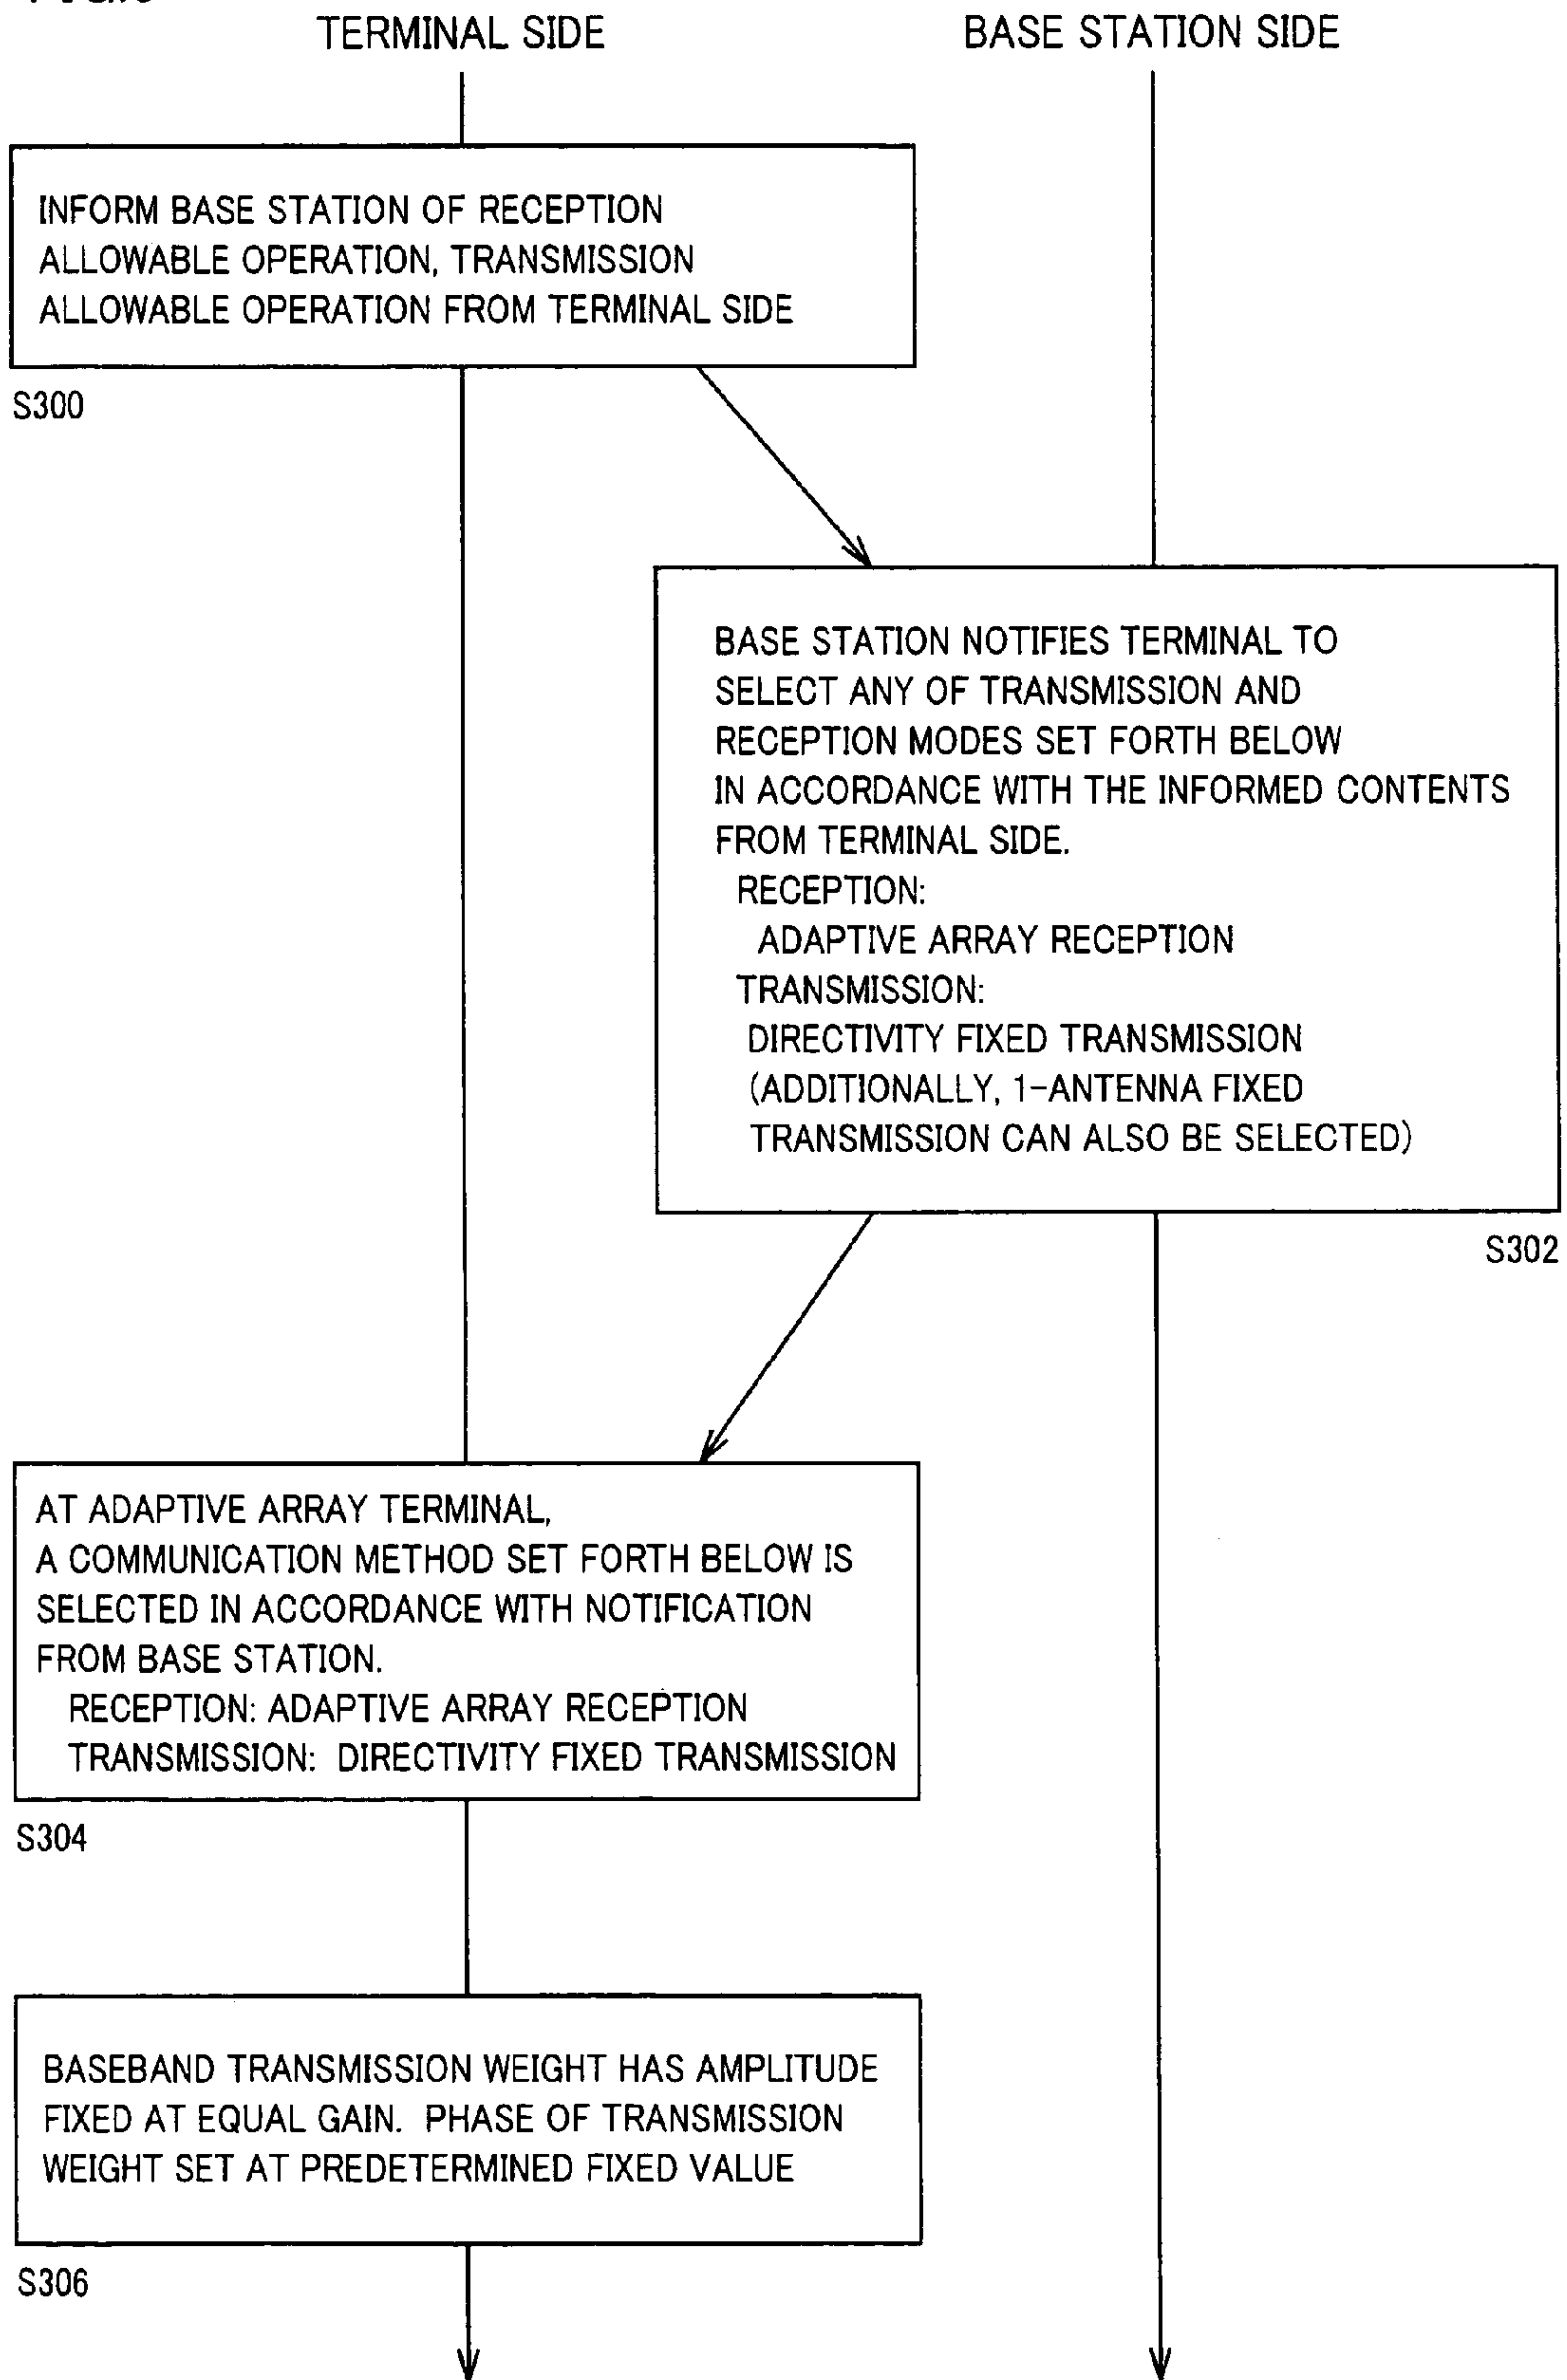 TERMINAL SIDE
BASE STATION SIDE
INFORM BASE STATION OF RECEPTION
ALLOWABLE OPERATION, TRANSMISSION
ALLOWABLE OPERATION FROM TERMINAL SIDE
S300
BASE STATION NOTIFIES TERMINAL TO
SELECT ANY OF TRANSMISSION AND
RECEPTION MODES SET FORTH BELOW
IN ACCORDANCE WITH THE INFORMED CONTENTS
FROM TERMINAL SIDE.
RECEPTION:
ADAPTIVE ARRAY RECEPTION
TRANSMISSION:
DIRECTIVITY FIXED TRANSMISSION
(ADDITIONALLY, 1-ANTENNA FIXED
TRANSMISSION CAN ALSO BE SELECTED)
S302
AT ADAPTIVE ARRAY TERMINAL,
A COMMUNICATION METHOD SET FORTH BELOW IS
SELECTED IN ACCORDANCE WITH NOTIFICATION
FROM BASE STATION.
RECEPTION: ADAPTIVE ARRAY RECEPTION
TRANSMISSION: DIRECTIVITY FIXED TRANSMISSION
S304
BASEBAND TRANSMISSION WEIGHT HAS AMPLITUDE
FIXED AT EQUAL GAIN. PHASE OF TRANSMISSION
WEIGHT SET AT PREDETERMINED FIXED VALUE
S306